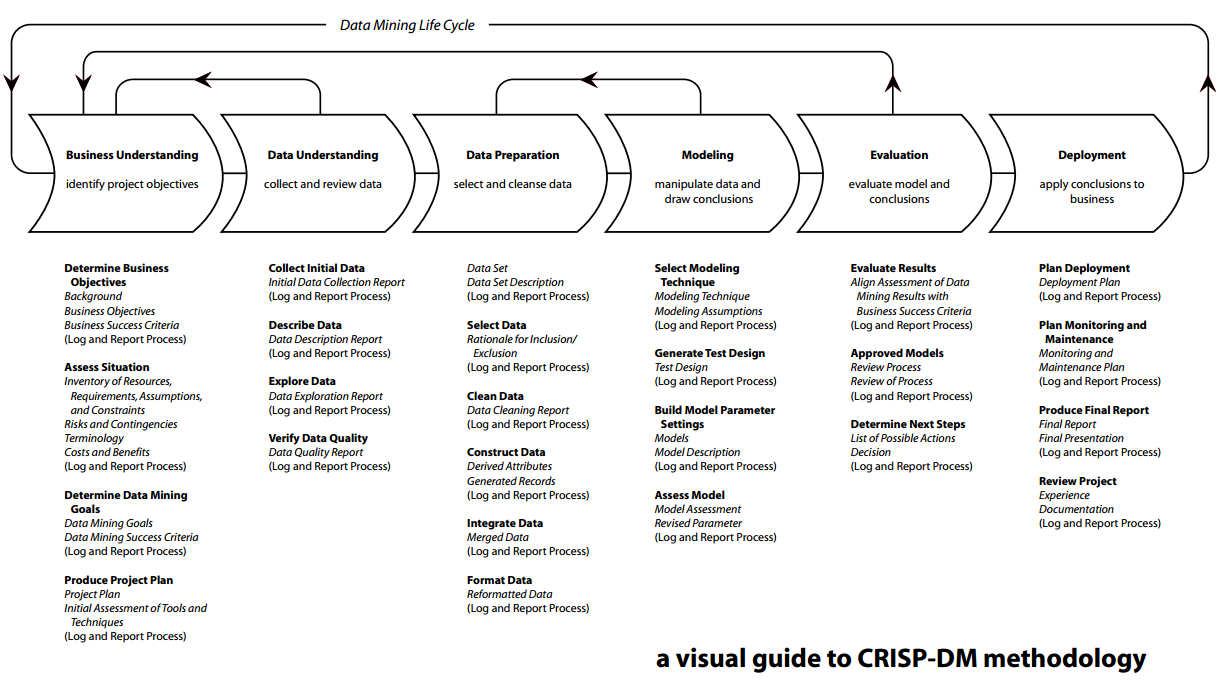 Data Mining Life Cycle
Business Understanding
identify project objectives
Data Understanding
collect and review data
Data Preparation
select and cleanse data
Modeling
manipulate data and
draw conclusions
Evaluation
evaluate model and
conclusions
Deployment
apply conclusions to
business
Determine Business
Objectives
Background
Business Objectives
Business Success Criteria
(Log and Report Process)
Assess Situation
Inventory of Resources,
Requirements, Assumptions,
and Constraints
Risks and Contingencies
Terminology
Costs and Benefits
(Log and Report Process)
Determine Data Mining
Goals
Data Mining Goals
Data Mining Success Criteria
(Log and Report Process)
Produce Project Plan
Project Plan
Initial Assessment of Tools and
Techniques
(Log and Report Process)
Collect Initial Data
Initial Data Collection Report
(Log and Report Process)
Describe Data
Data Description Report
(Log and Report Process)
Explore Data
Data Exploration Report
(Log and Report Process)
Verify Data Quality
Data Quality Report
(Log and Report Process)
Data Set
Data Set Description
(Log and Report Process)
Select Data
Rationale for Inclusion/
Exclusion
(Log and Report Process)
Clean Data
Data Cleaning Report
(Log and Report Process)
Construct Data
Derived Attributes
Generated Records
(Log and Report Process)
Integrate Data
Merged Data
(Log and Report Process)
Format Data
Reformatted Data
(Log and Report Process)
Select Modeling
Technique
Modeling Technique
Modeling Assumptions
(Log and Report Process)
Generate Test Design
Test Design
(Log and Report Process)
Build Model Parameter
Settings
Models
Model Description
(Log and Report Process)
Assess Model
Model Assessment
Revised Parameter
(Log and Report Process)
Evaluate Results
Align Assessment of Data
Mining Results with
Business Success Criteria
(Log and Report Process)
Approved Models
Review Process
Review of Process
(Log and Report Process)
Determine Next Steps
List of Possible Actions
Decision
(Log and Report Process)
Plan Deployment
Deployment Plan
(Log and Report Process)
Plan Monitoring and
Maintenance
Monitoring and
Maintenance Plan
(Log and Report Process)
Produce Final Report
Final Report
Final Presentation
(Log and Report Process)
Review Project
Experience
Documentation
(Log and Report Process)
a visual guide to CRISP-DM methodology